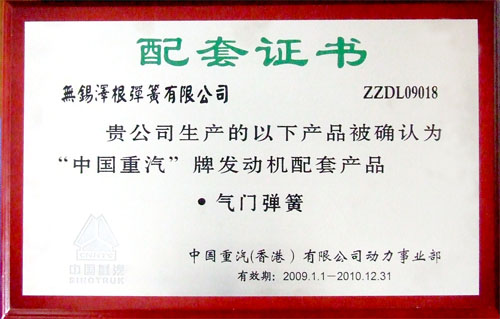 配套证书
無錫澤根彈簧有限公司
ZZDL09018
贵公司生产的以下产品被确认为
“中国重汽”牌发动机配套产品
·气门弹簧
CNHTC
中国重汽
SINOTRUK
中国重汽(香港)有限公司动力事业部
有效期：2009.1.1－2010.12.31